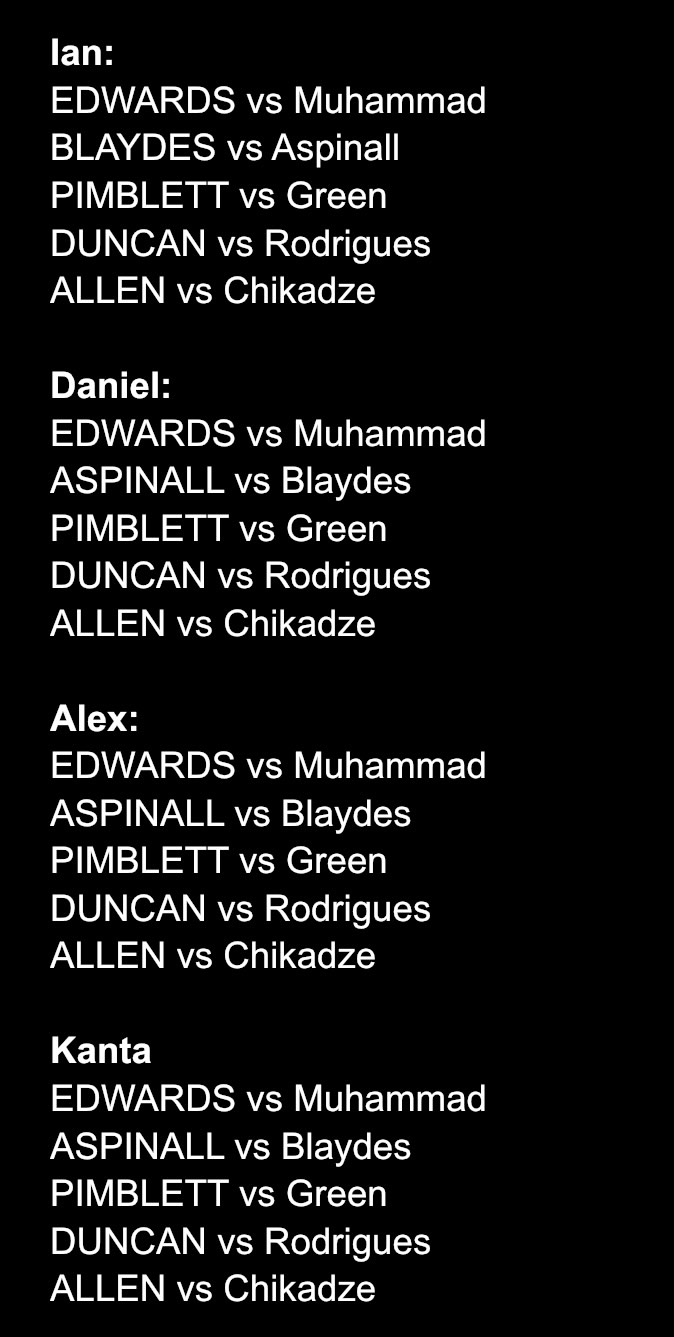 Ian:
EDWARDS vs Muhammad
BLAYDES vs Aspinall
PIMBLETT vs Green
DUNCAN vs Rodrigues
ALLEN vs Chikadze
Daniel:
EDWARDS vs Muhammad
ASPINALL vs Blaydes
PIMBLETT vs Green
DUNCAN vs Rodrigues
ALLEN vs Chikadze
Alex:
EDWARDS vs Muhammad
ASPINALL vs Blaydes
PIMBLETT vs Green
DUNCAN vs Rodrigues
ALLEN vs Chikadze
Kanta
EDWARDS vs Muhammad
ASPINALL vs Blaydes
PIMBLETT vs Green
DUNCAN vs Rodrigues
ALLEN vs Chikadze